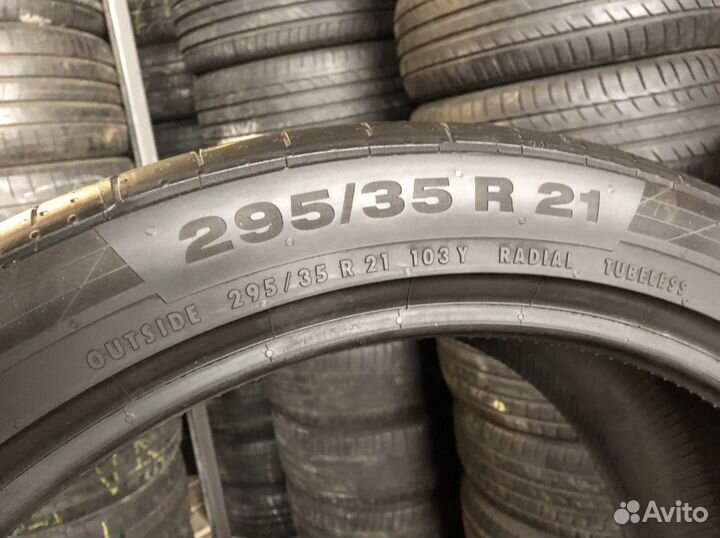 295/35 R 21
OUTSIDE 295/35 R 21 103 Y RADIAL TUBELESS
Avito